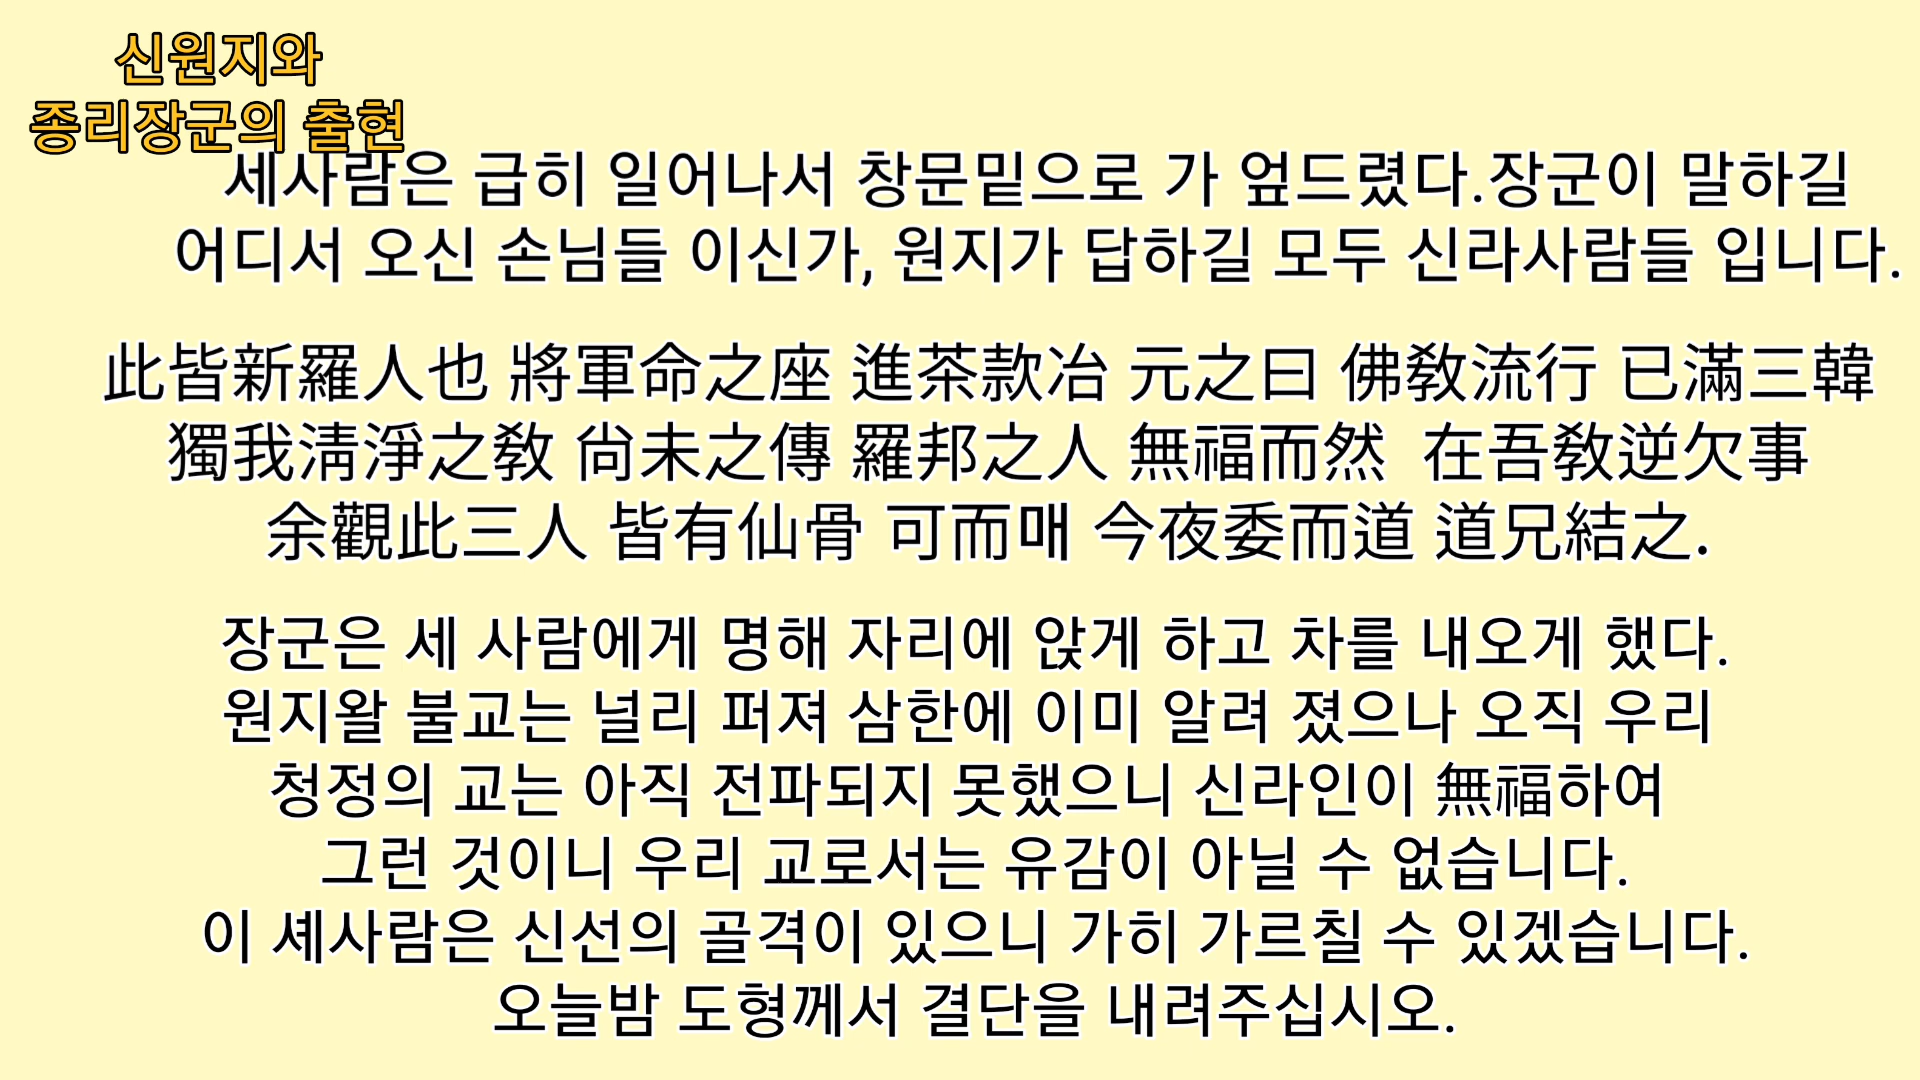 신원지와
종리장군의 출현
세사람은 급히 일어나서 창문밑으로 가 엎드렸다.장군이 말하길
어디서 오신 손님들 이신가, 원지가 답하길 모두 신라사람들 입니다.
此皆新羅人也 將軍命之座 進茶款冶 元之曰 佛敎流行 已滿三韓
獨我淸淨之敎 尙未之傳 羅邦之人 無福而然 在吾敎逆欠事
余觀此三人 皆有仙骨 可而매 今夜委而道 道兄結之.
장군은 세 사람에게 명해 자리에 앉게 하고 차를 내오게 했다.
원지왈 불교는 널리 퍼져 삼한에 이미 알려 졌으나 오직 우리
청정의 교는 아직 전파되지 못했으니 신라인이 無福하여
그런 것이니 우리 교로서는 유감이 아닐 수 없습니다.
이 셰사람은 신선의 골격이 있으니 가히 가르칠 수 있겠습니다.
오늘밤 도형께서 결단을 내려주십시오.